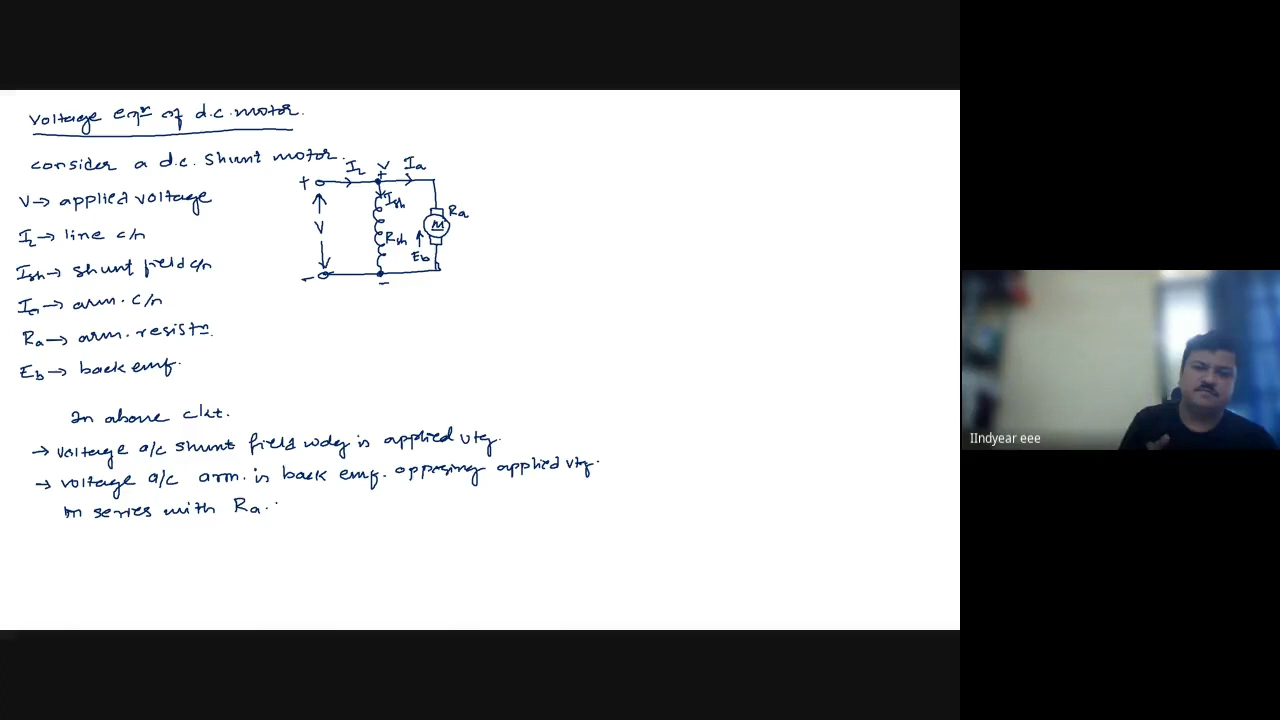 voltage eqn of d.c. motor.
consider a d.c. shunt motor.
V → applied voltage
IL → line c/n
Ish → shunt field c/n
Ia → arm. c/n
Ra → arm. resistn.
Eb → back emf.
+ IL V + Ia
Ish
V Rsh M Ra
Eb
- -
In above ckt.
→ voltage a/c shunt field wdg is applied vtg.
→ voltage a/c arm. is back emf. opposing applied vtg.
in series with Ra.
IIndyear eee